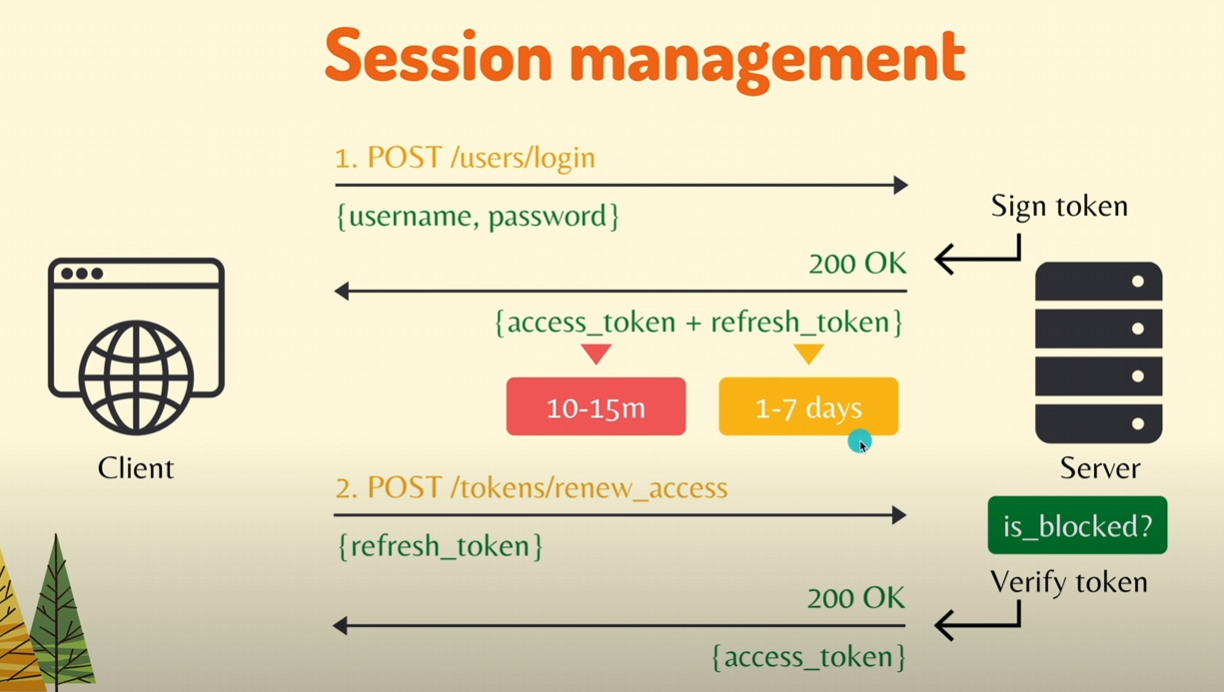 Session management
1. POST /users/login
{username, password}
Sign token
200 OK
{access_token + refresh_token}
10-15m
1-7 days
Client
Server
2. POST /tokens/renew_access
{refresh_token}
is_blocked?
Verify token
200 OK
{access_token}